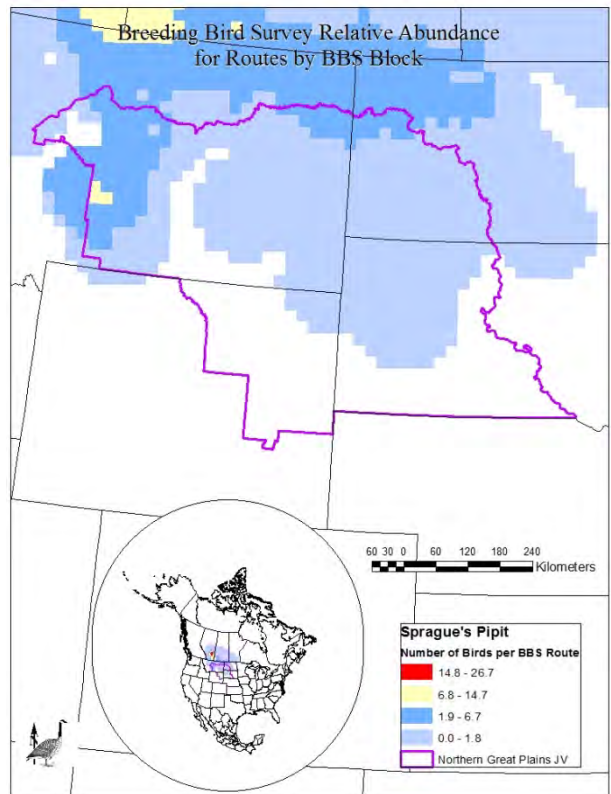 Breeding Bird Survey Relative Abundance
for Routes by BBS Block
60 30 0 60 120 180 240
Kilometers
Sprague's Pipit
Number of Birds per BBS Route
14.8 - 26.7
6.8 - 14.7
1.9 - 6.7
0.0 - 1.8
Northern Great Plains JV